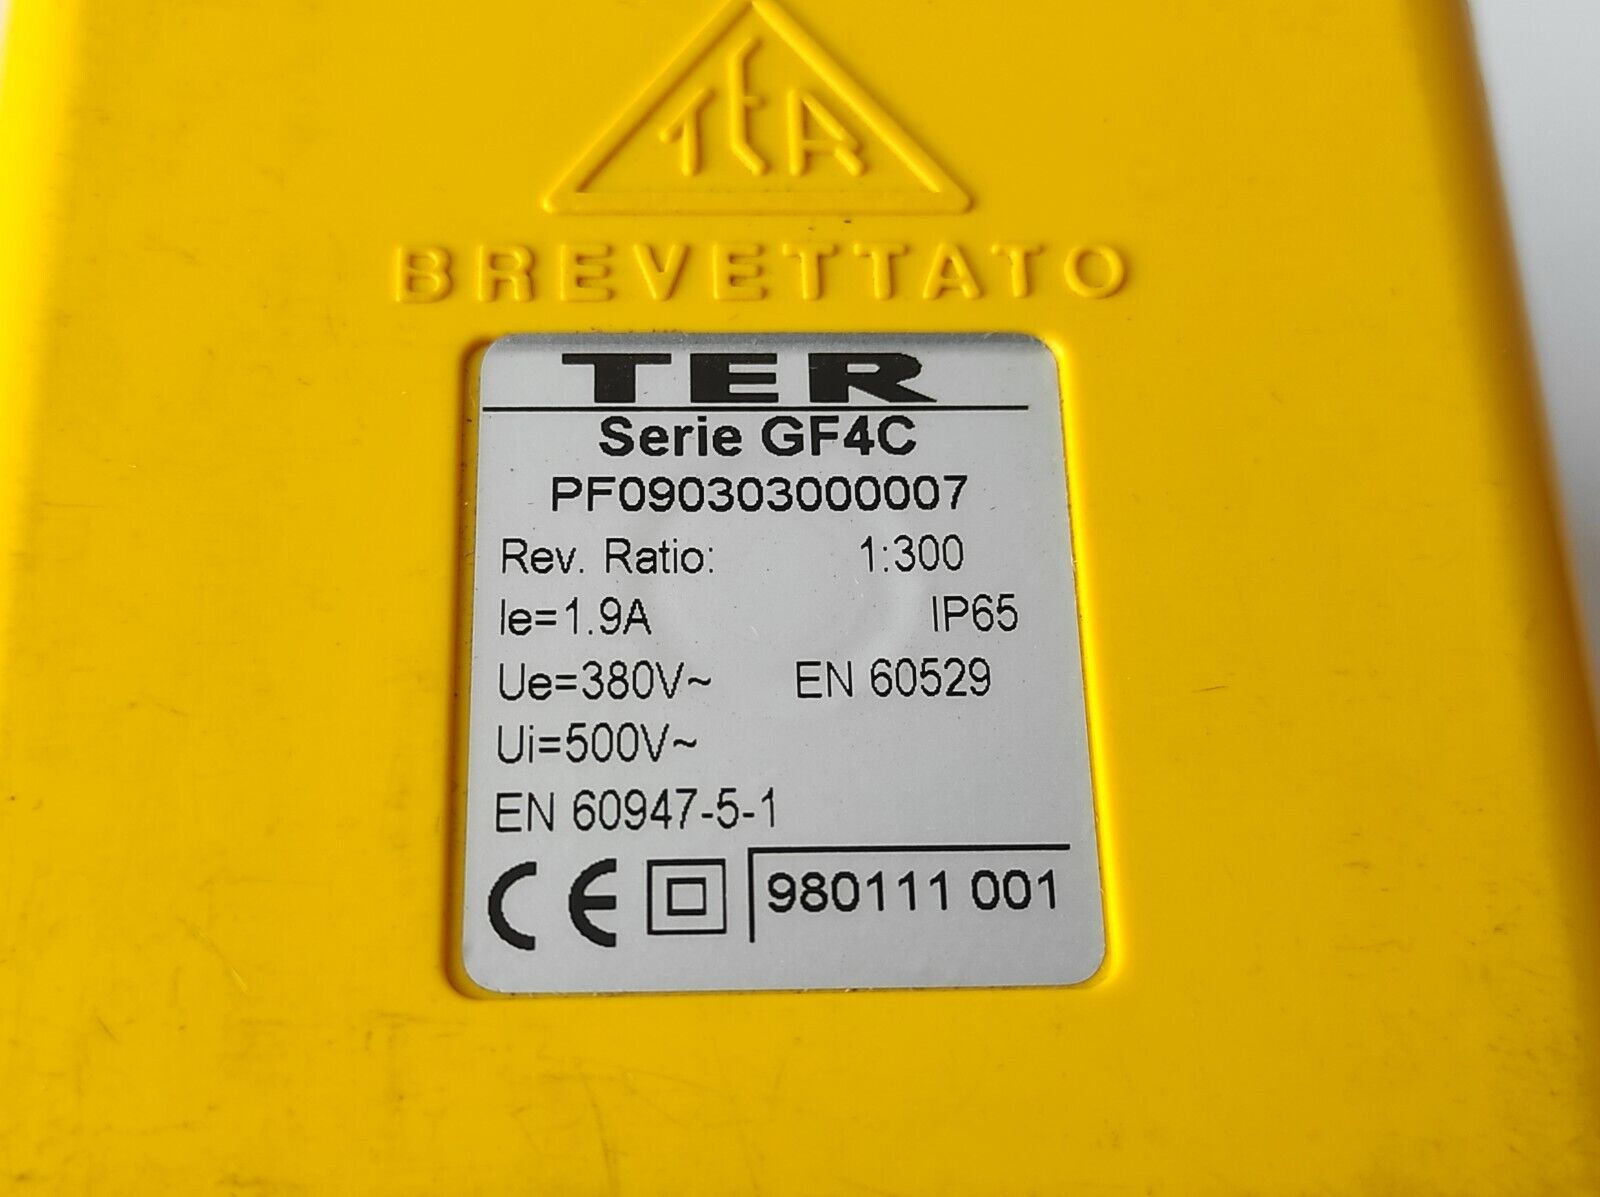 TER
BREVETTATO
TER
Serie GF4C
PF090303000007
Rev. Ratio: 1:300
Ie=1.9A IP65
Ue=380V~ EN 60529
Ui=500V~
EN 60947-5-1
CE 980111 001